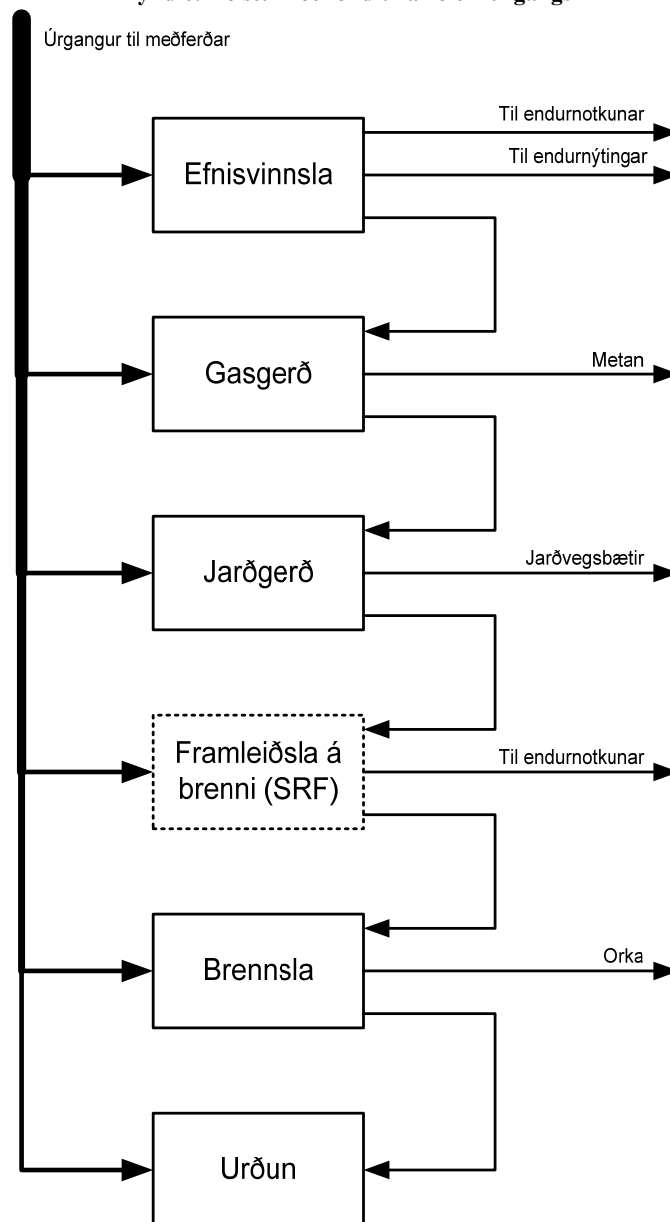 Úrgangur til meðferðar
Til endurnotkunar
Efnisvinnsla
Til endurnýtingar
Gasgerð
Metan
Jarðgerð
Jarðvegsbætir
Framleiðsla á
brenni (SRF)
Til endurnotkunar
Brennsla
Orka
Urðun